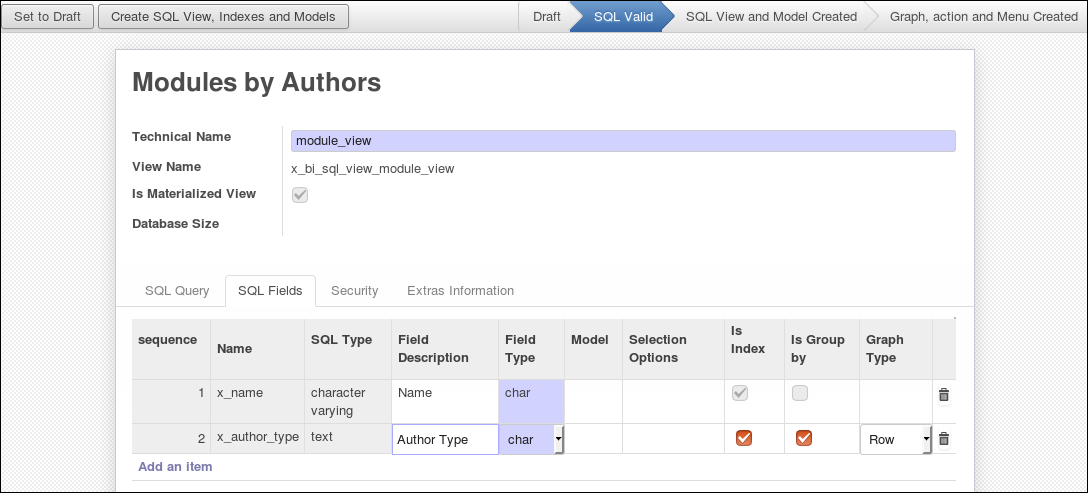 Set to Draft Create SQL View, Indexes and Models Draft SQL Valid SQL View and Model Created Graph, action and Menu Created
Modules by Authors
Technical Name module_view
View Name x_bi_sql_view_module_view
Is Materialized View
Database Size
SQL Query SQL Fields Security Extras Information
sequence Name SQL Type Field Description Field Type Model Selection Options Is Index Is Group by Graph Type
1 x_name character varying Name char
2 x_author_type text Author Type char Row
Add an item